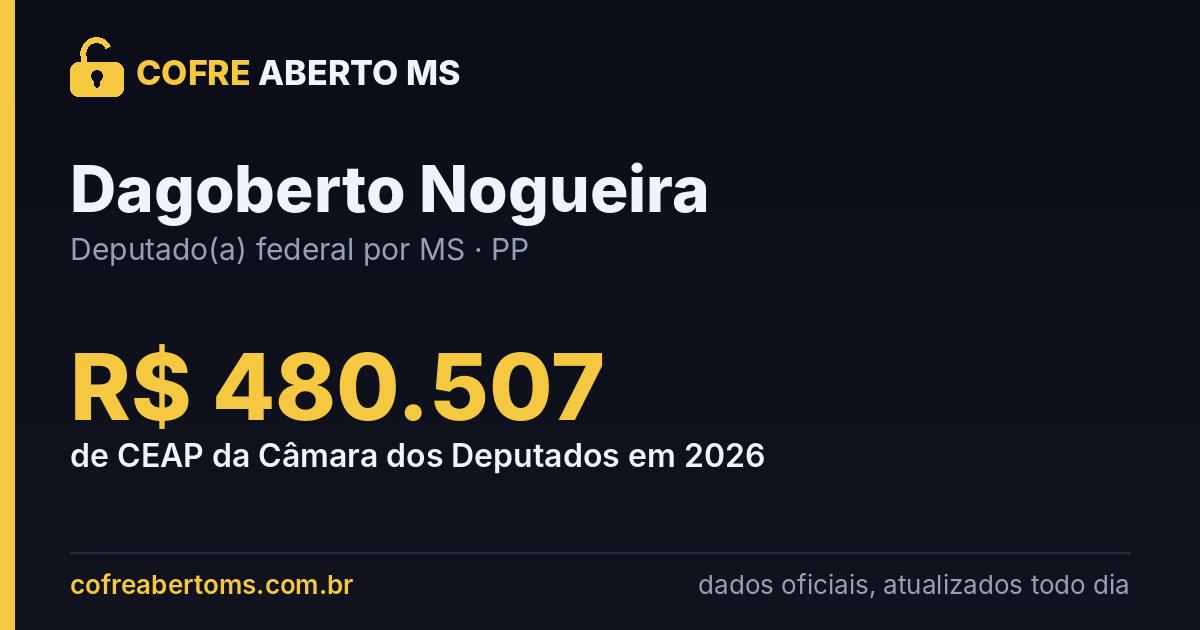 COFRE ABERTO MS
Dagoberto Nogueira
Deputado(a) federal por MS · PP
R$ 480.507
de CEAP da Câmara dos Deputados em 2026
cofreabertoms.com.br
dados oficiais, atualizados todo dia